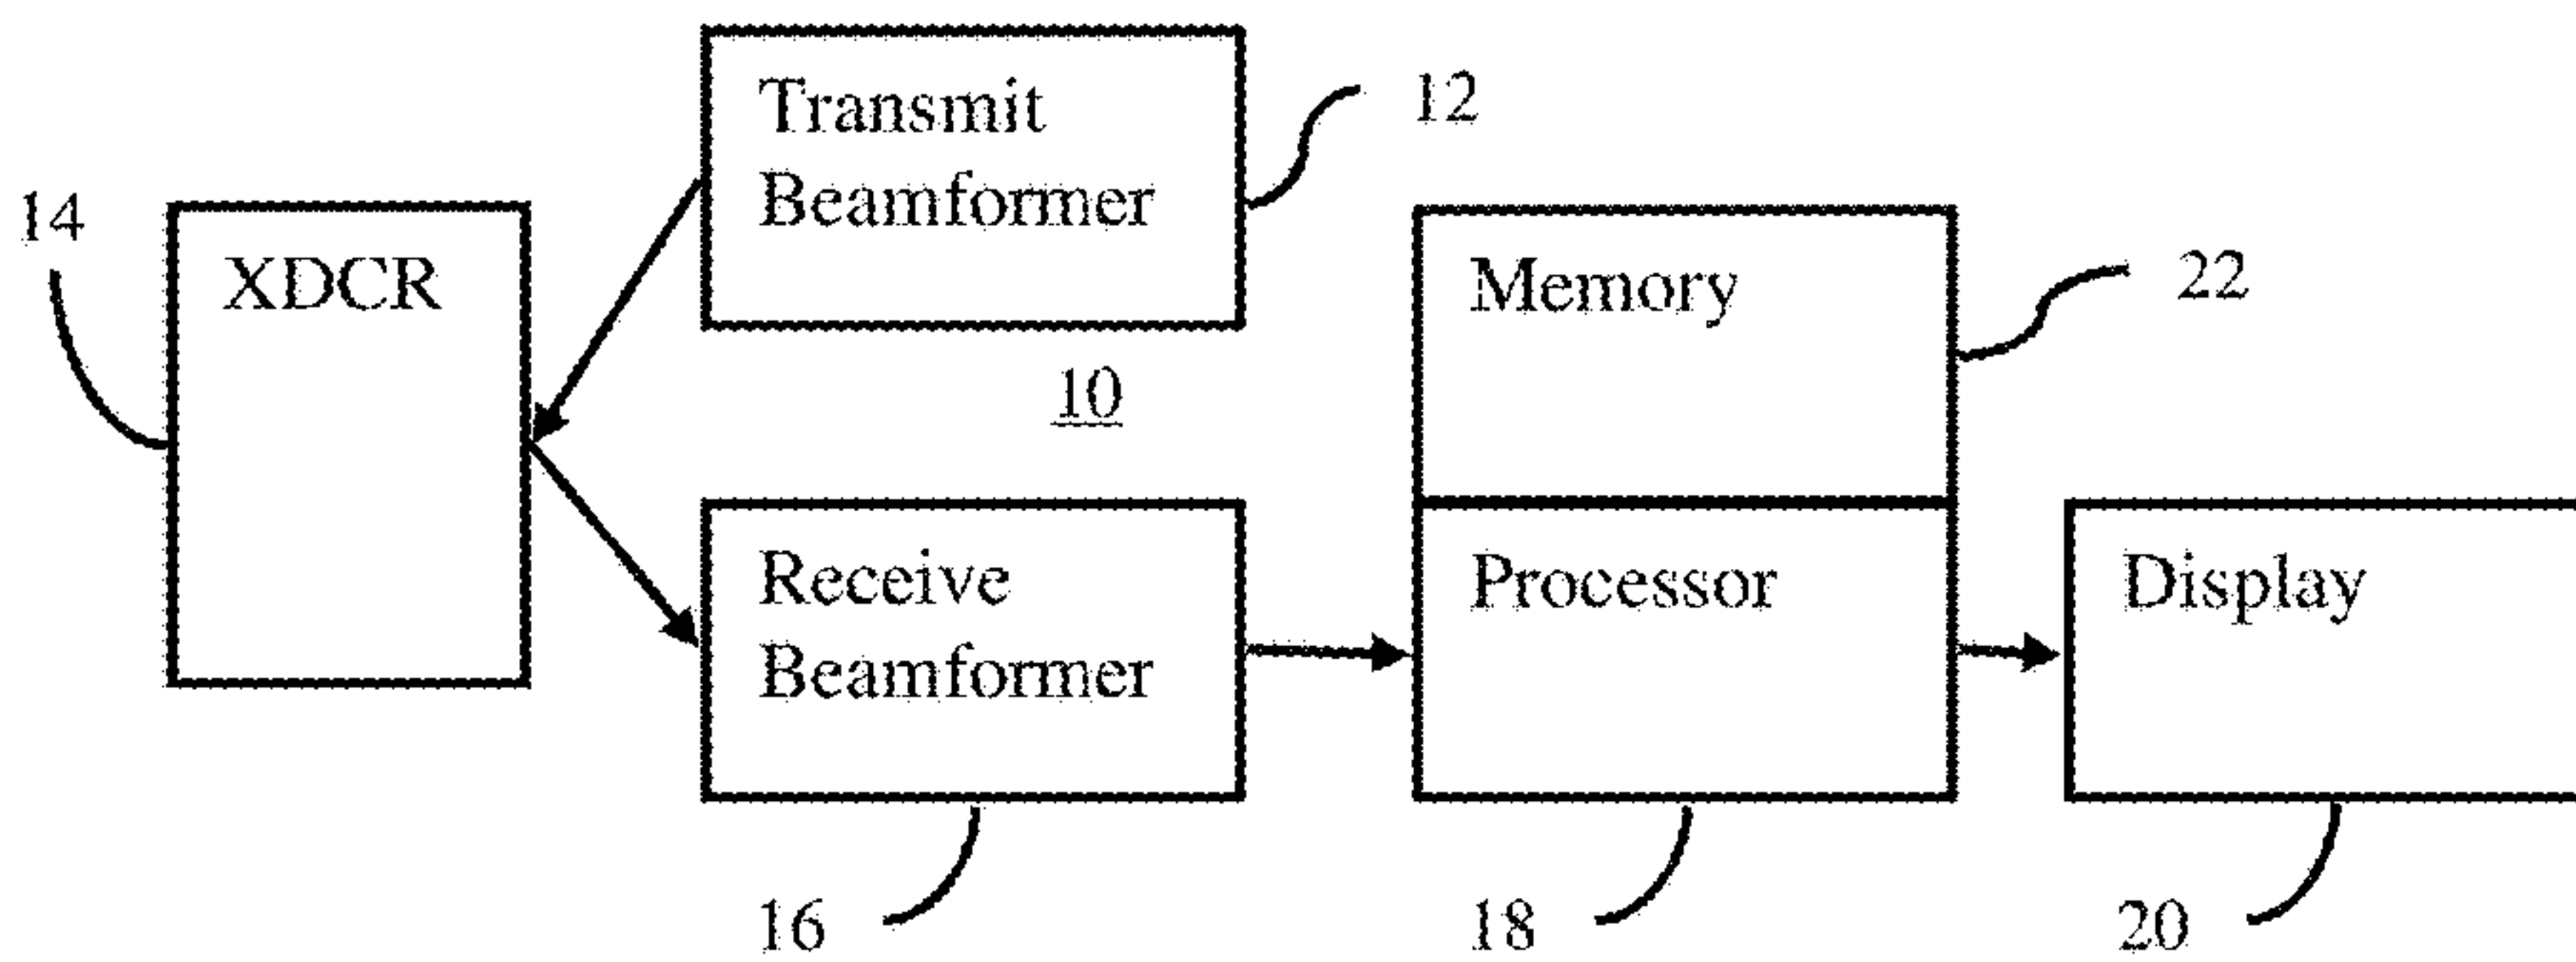 Transmit
Beamformer
12
14
XDCR
Memory
22
10
Receive
Beamformer
Processor
Display
16
18
20